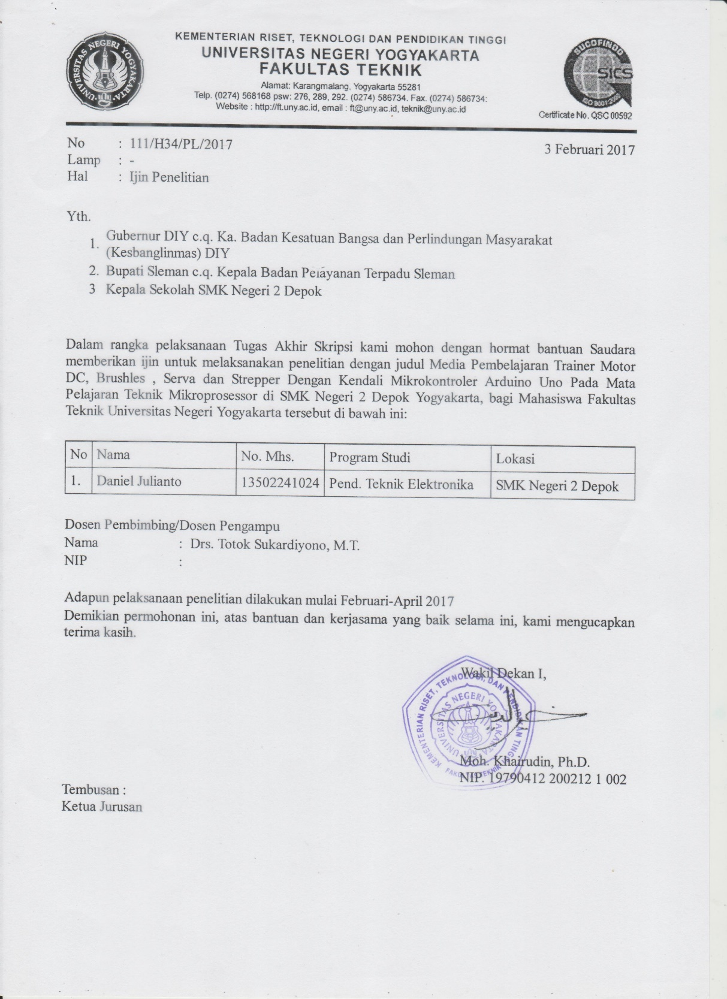 KEMENTERIAN RISET, TEKNOLOGI DAN PENDIDIKAN TINGGI
UNIVERSITAS NEGERI YOGYAKARTA
FAKULTAS TEKNIK
Alamat: Karangmalang, Yogyakarta 55281
Telp. (0274) 568168 psw: 276, 289, 292. (0274) 586734. Fax. (0274) 586734:
Website : http://ft.uny.ac.id, email : ft@uny.ac.id, teknik@uny.ac.id
UNIVERSITAS NEGERI YOGYAKARTA
SUCOFINDO
SICS
ISO 9001:2000
Certificate No. QSC 00592
No : 111/H34/PL/2017
3 Februari 2017
Lamp : -
Hal : Ijin Penelitian
Yth.
1. Gubernur DIY c.q. Ka. Badan Kesatuan Bangsa dan Perlindungan Masyarakat
(Kesbanglinmas) DIY
2. Bupati Sleman c.q. Kepala Badan Pelayanan Terpadu Sleman
3 Kepala Sekolah SMK Negeri 2 Depok
Dalam rangka pelaksanaan Tugas Akhir Skripsi kami mohon dengan hormat bantuan Saudara
memberikan ijin untuk melaksanakan penelitian dengan judul Media Pembelajaran Trainer Motor
DC, Brushles , Serva dan Strepper Dengan Kendali Mikrokontroler Arduino Uno Pada Mata
Pelajaran Teknik Mikroprosessor di SMK Negeri 2 Depok Yogyakarta, bagi Mahasiswa Fakultas
Teknik Universitas Negeri Yogyakarta tersebut di bawah ini:
No Nama No. Mhs. Program Studi Lokasi
1. Daniel Julianto 13502241024 Pend. Teknik Elektronika SMK Negeri 2 Depok
Dosen Pembimbing/Dosen Pengampu
Nama : Drs. Totok Sukardiyono, M.T.
NIP :
Adapun pelaksanaan penelitian dilakukan mulai Februari-April 2017
Demikian permohonan ini, atas bantuan dan kerjasama yang baik selama ini, kami mengucapkan
terima kasih.
Wakil Dekan I,
KEMENTERIAN RISET, TEKNOLOGI, DAN PENDIDIKAN TINGGI
UNIVERSITAS NEGERI YOGYAKARTA
FAKULTAS TEKNIK
Moh. Khairudin, Ph.D.
NIP. 19790412 200212 1 002
Tembusan :
Ketua Jurusan